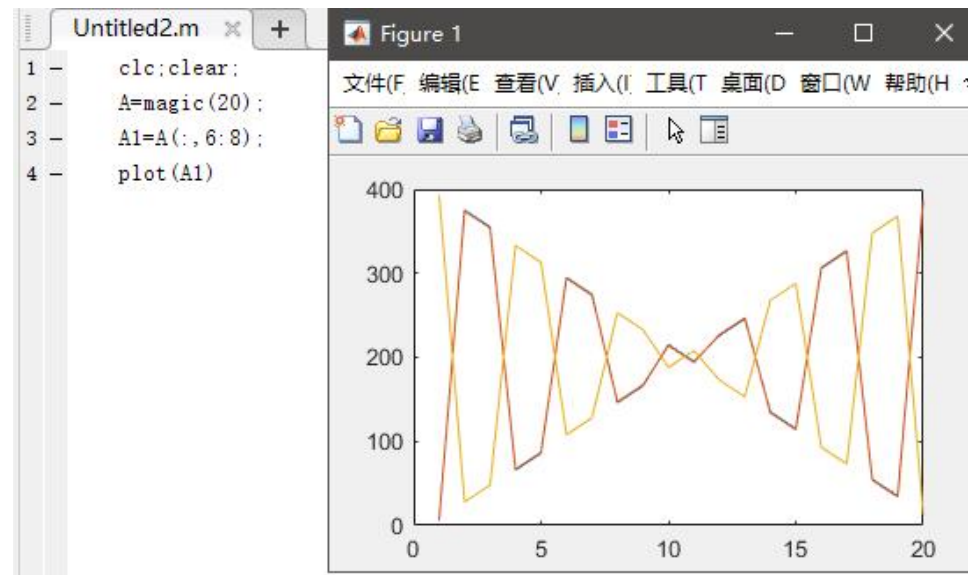 Untitled2.m × +
1 - clc;clear;
2 - A=magic(20);
3 - A1=A(:,6:8);
4 - plot(A1)
Figure 1
文件(F 编辑(E 查看(V 插入(I 工具(T 桌面(D 窗口(W 帮助(H
400
300
200
100
0
0 5 10 15 20